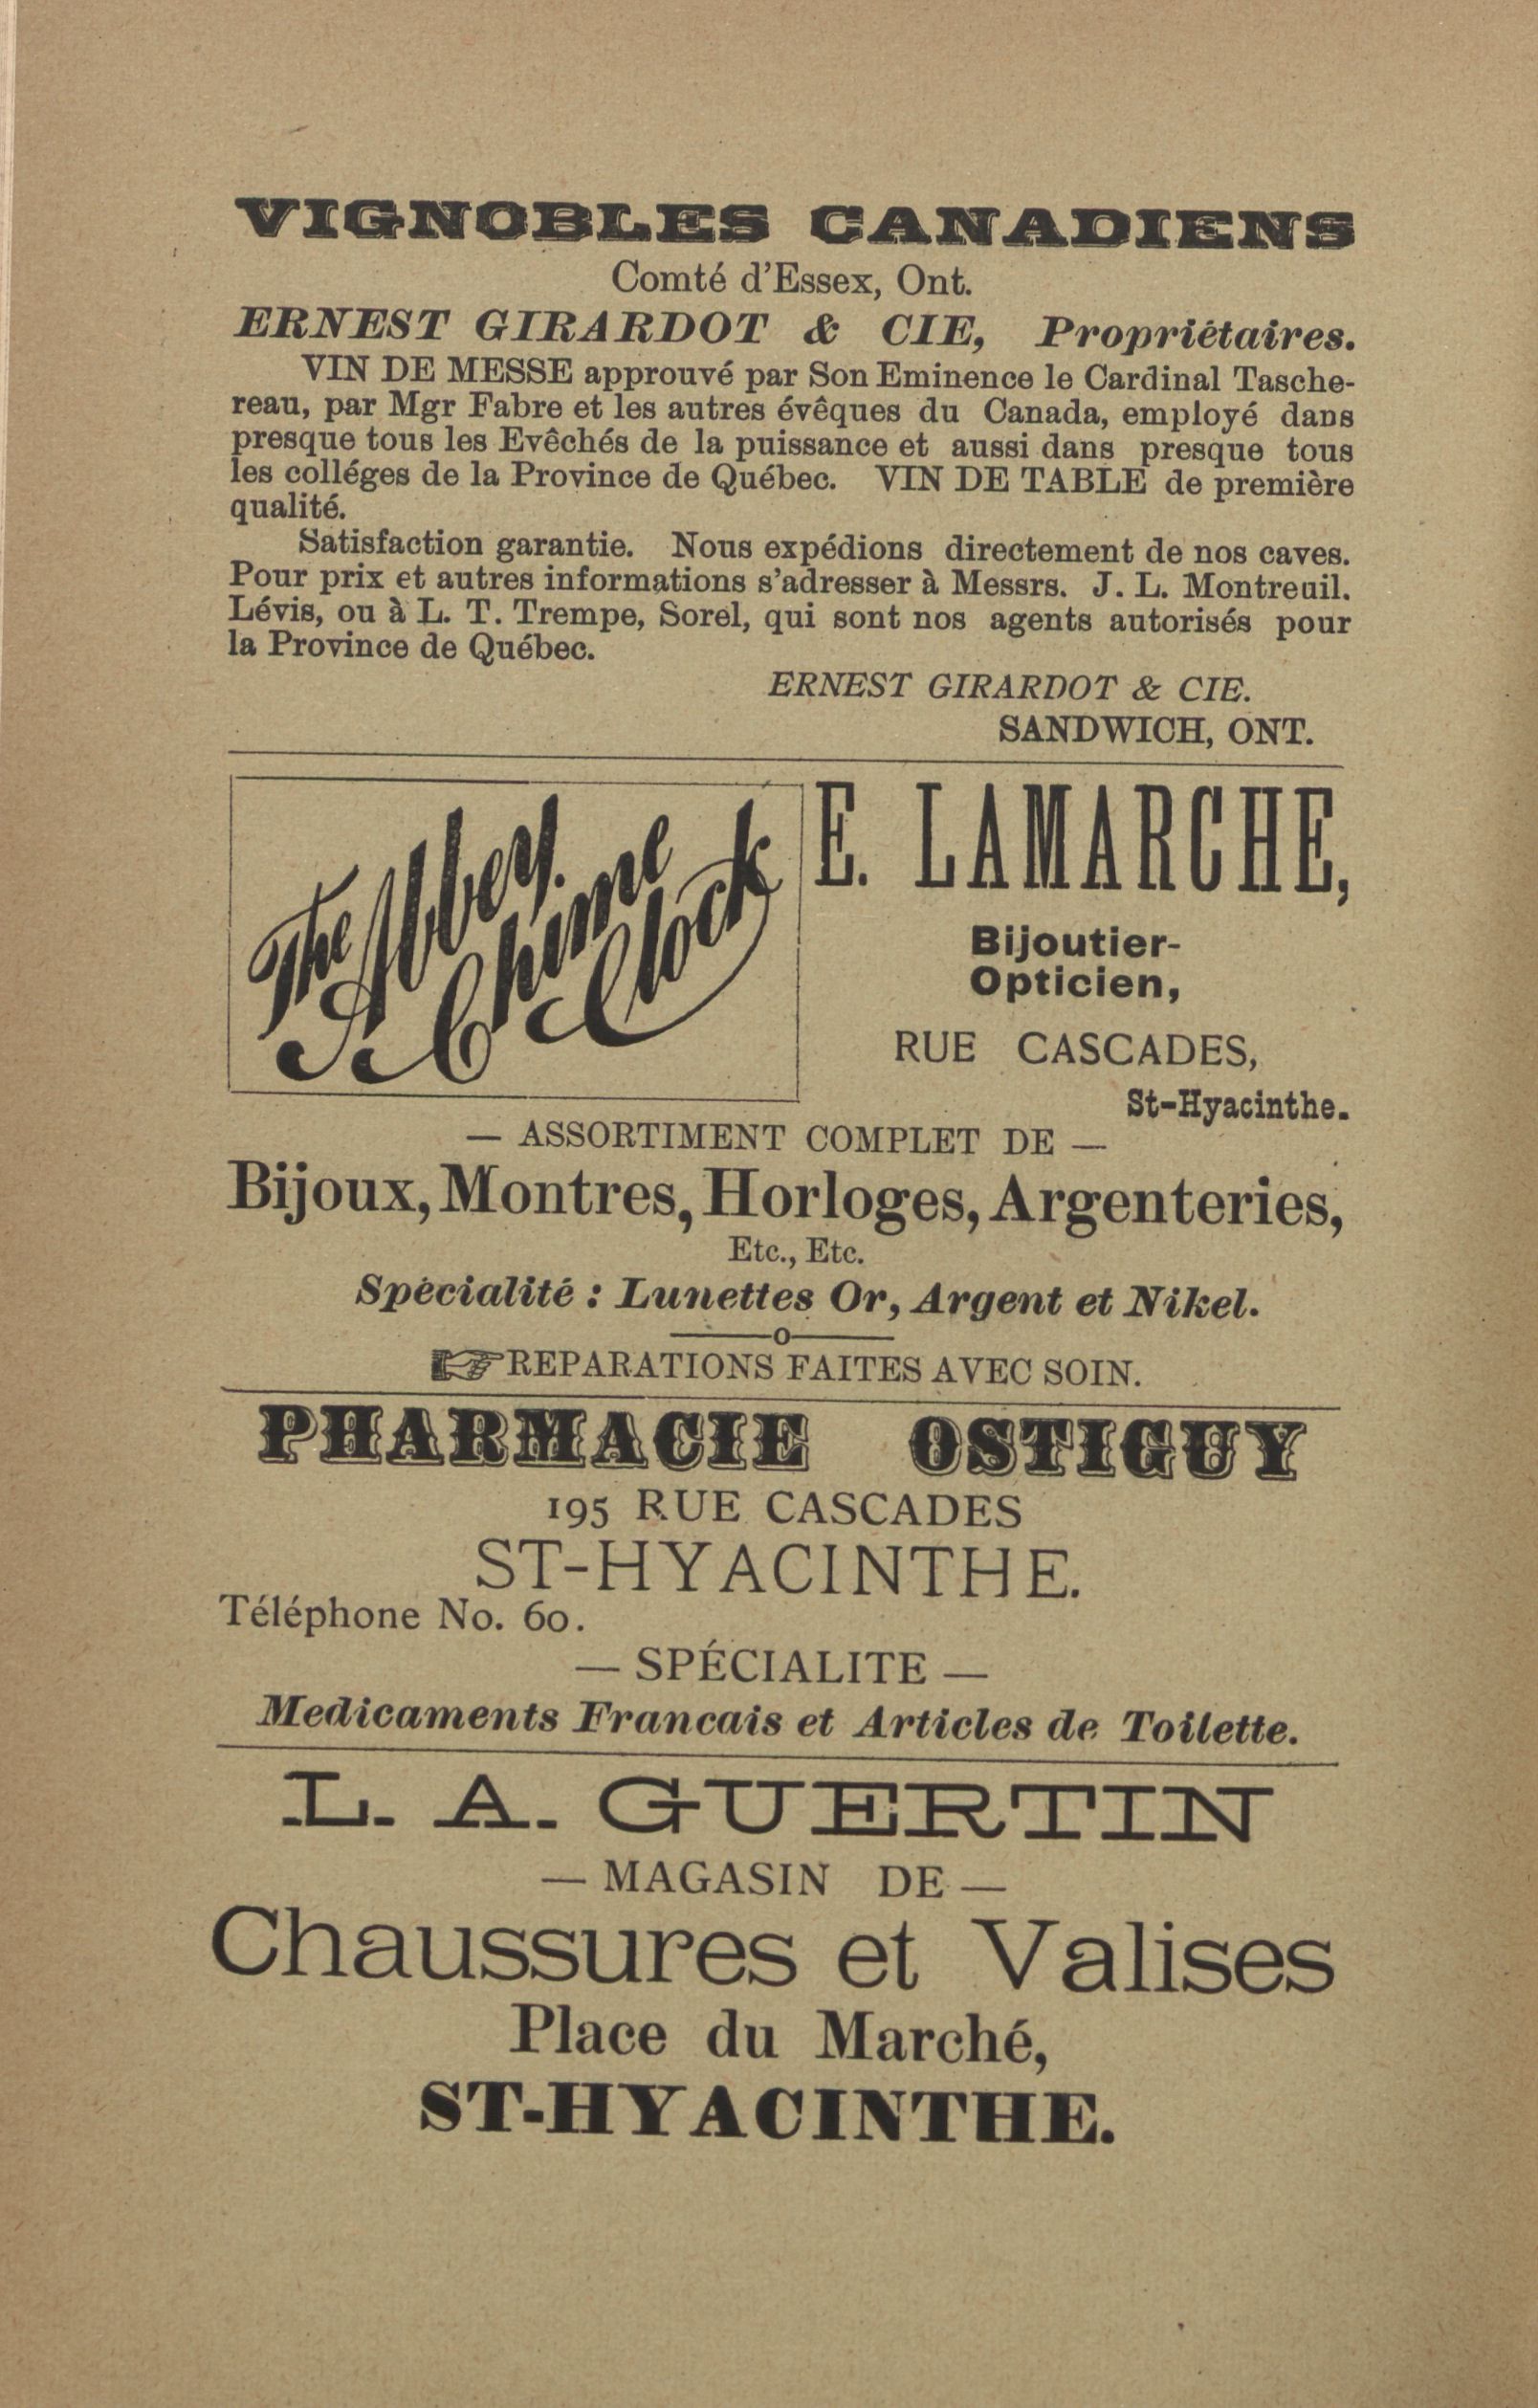 VIGNOBLES CANADIENS
Comté d'Essex, Ont.
ERNEST GIRARDOT & CIE, Propriétaires.
VIN DE MESSE approuvé par Son Eminence le Cardinal Tasche-
reau, par Mgr Fabre et les autres évêques du Canada, employé dans
presque tous les Evêchés de la puissance et aussi dans presque tous
les colléges de la Province de Québec. VIN DE TABLE de première
qualité.
Satisfaction garantie. Nous expédions directement de nos caves.
Pour prix et autres informations s'adresser à Messrs. J. L. Montreuil.
Lévis, ou à L. T. Trempe, Sorel, qui sont nos agents autorisés pour
la Province de Québec.
ERNEST GIRARDOT & CIE.
SANDWICH, ONT.
The Abbey
Chime
Clock
E. LAMARCHE,
Bijoutier-
Opticien,
RUE CASCADES,
St-Hyacinthe.
— ASSORTIMENT COMPLET DE —
Bijoux, Montres, Horloges, Argenteries,
Etc., Etc.
Spécialité : Lunettes Or, Argent et Nikel.
☞REPARATIONS FAITES AVEC SOIN.
PHARMACIE OSTIGUY
195 RUE CASCADES
ST-HYACINTHE.
Téléphone No. 60.
— SPÉCIALITE —
Medicaments Francais et Articles de Toilette.
L. A. GUERTIN
— MAGASIN DE —
Chaussures et Valises
Place du Marché,
ST-HYACINTHE.